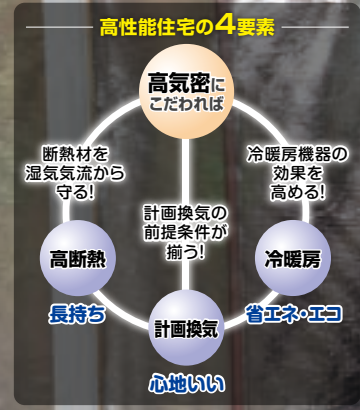 高性能住宅の4要素
高気密に
こだわれば
断熱材を
湿気気流から
守る!
計画換気の
前提条件が
揃う!
冷暖房機器の
効果を
高める!
高断熱
長持ち
計画換気
心地いい
冷暖房
省エネ・エコ